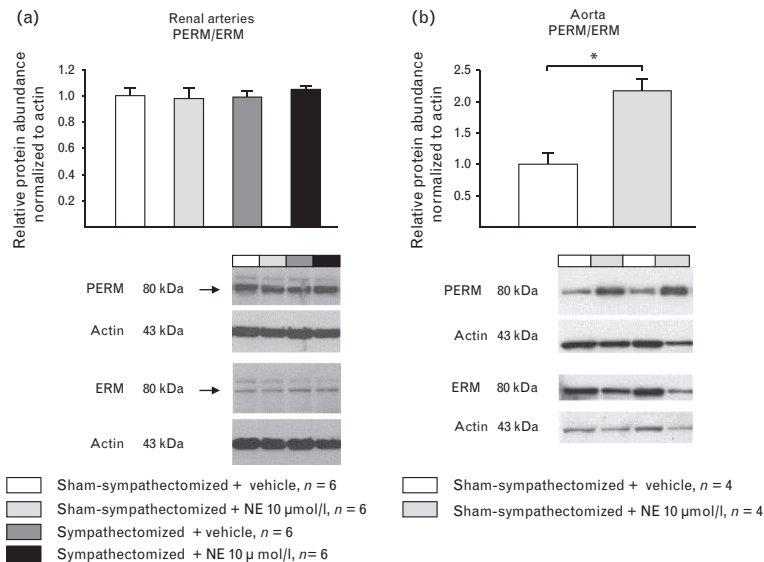 (a)
Renal arteries
PERM/ERM
Relative protein abundance
normalized to actin
1.2
1.0
0.8
0.6
0.4
0.2
PERM 80 kDa
Actin 43 kDa
ERM 80 kDa
Actin 43 kDa
Sham-sympathectomized + vehicle, n = 6
Sham-sympathectomized + NE 10 μmol/l, n = 6
Sympathectomized + vehicle, n = 6
Sympathectomized + NE 10 μ mol/l, n = 6
(b)
Aorta
PERM/ERM
Relative protein abundance
normalized to actin
2.5
2.0
1.5
1.0
0.5
*
PERM 80 kDa
Actin 43 kDa
ERM 80 kDa
Actin 43 kDa
Sham-sympathectomized + vehicle, n = 4
Sham-sympathectomized + NE 10 μmol/l, n = 4